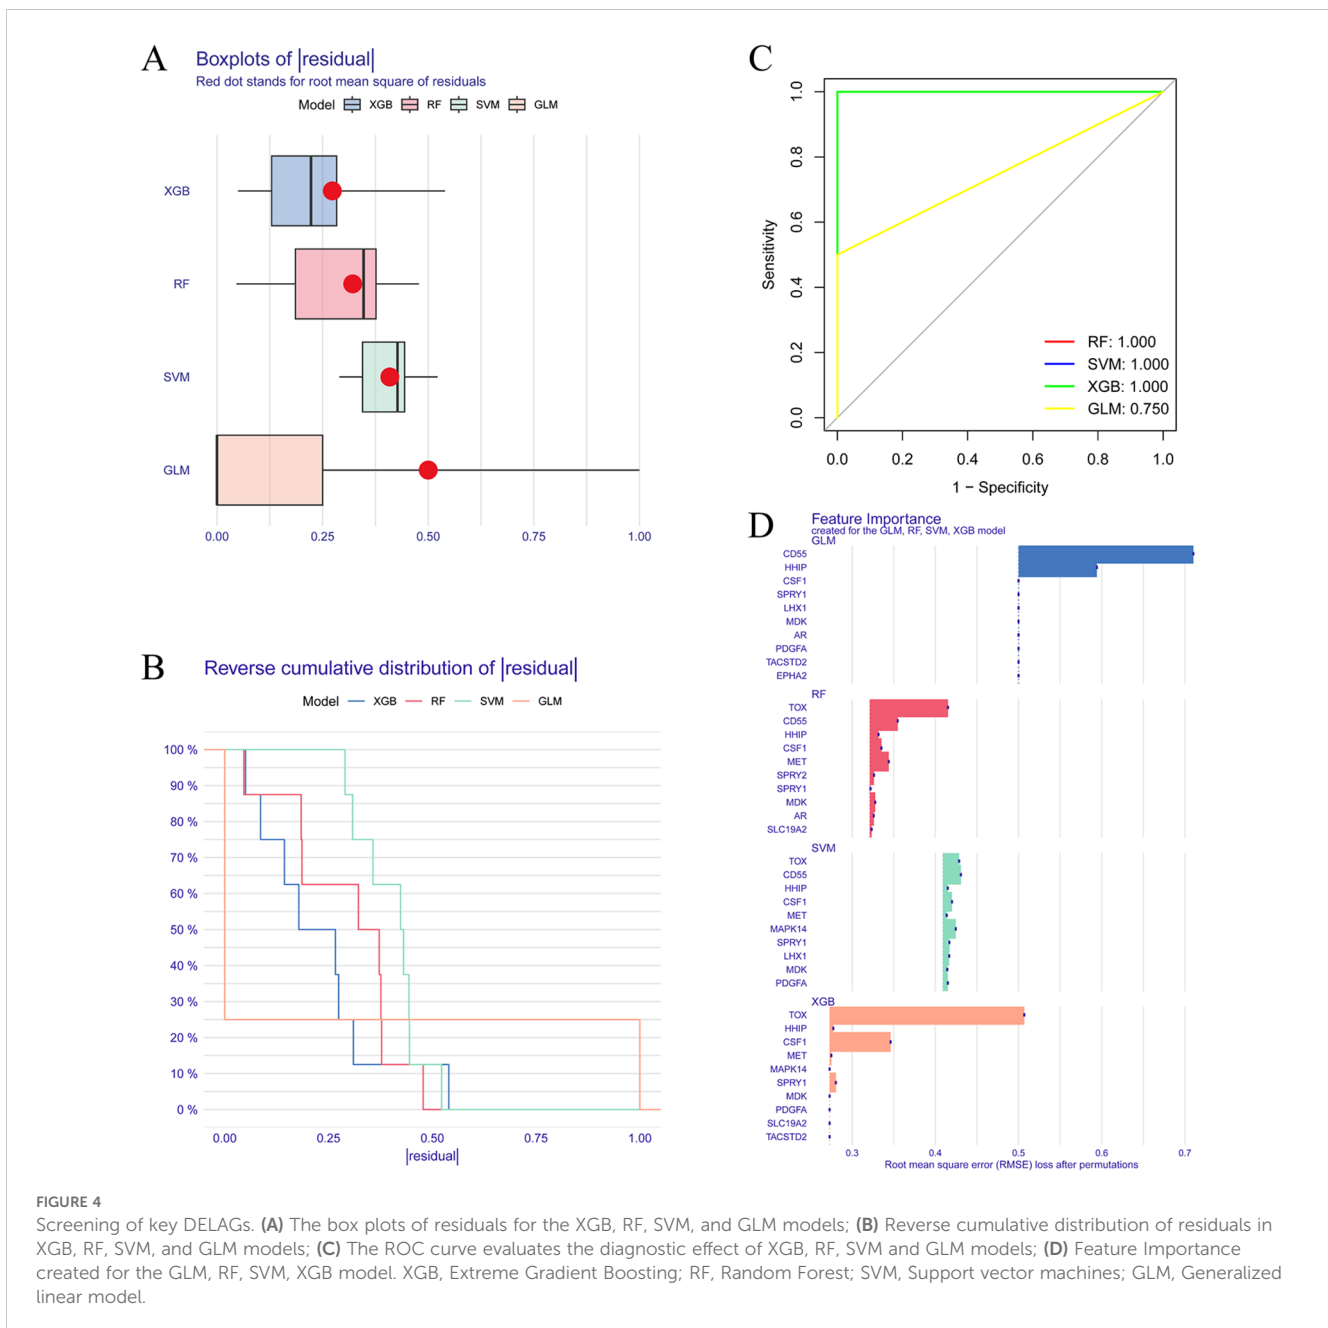 A
Boxplots of |residual|
Red dot stands for root mean square of residuals
Model XGB RF SVM GLM
XGB
RF
SVM
GLM
0.00 0.25 0.50 0.75 1.00
B
Reverse cumulative distribution of |residual|
Model XGB RF SVM GLM
100 %
90 %
80 %
70 %
60 %
50 %
40 %
30 %
20 %
10 %
0 %
0.00 0.25 0.50 0.75 1.00
|residual|
C
Sensitivity
1.0
0.8
0.6
0.4
0.2
0.0
RF: 1.000
SVM: 1.000
XGB: 1.000
GLM: 0.750
0.0 0.2 0.4 0.6 0.8 1.0
1 − Specificity
D
Feature Importance
created for the GLM, RF, SVM, XGB model
GLM
CD55
HHIP
CSF1
SPRY1
LHX1
MDK
AR
PDGFA
TACSTD2
EPHA2
RF
TOX
CD55
HHIP
CSF1
MET
SPRY2
SPRY1
MDK
AR
SLC19A2
SVM
TOX
CD55
HHIP
CSF1
MET
MAPK14
SPRY1
LHX1
MDK
PDGFA
XGB
TOX
HHIP
CSF1
MET
MAPK14
SPRY1
MDK
PDGFA
SLC19A2
TACSTD2
0.3 0.4 0.5 0.6 0.7
Root mean square error (RMSE) loss after permutations
FIGURE 4
Screening of key DELAGs. (A) The box plots of residuals for the XGB, RF, SVM, and GLM models; (B) Reverse cumulative distribution of residuals in
XGB, RF, SVM, and GLM models; (C) The ROC curve evaluates the diagnostic effect of XGB, RF, SVM and GLM models; (D) Feature Importance
created for the GLM, RF, SVM, XGB model. XGB, Extreme Gradient Boosting; RF, Random Forest; SVM, Support vector machines; GLM, Generalized
linear model.